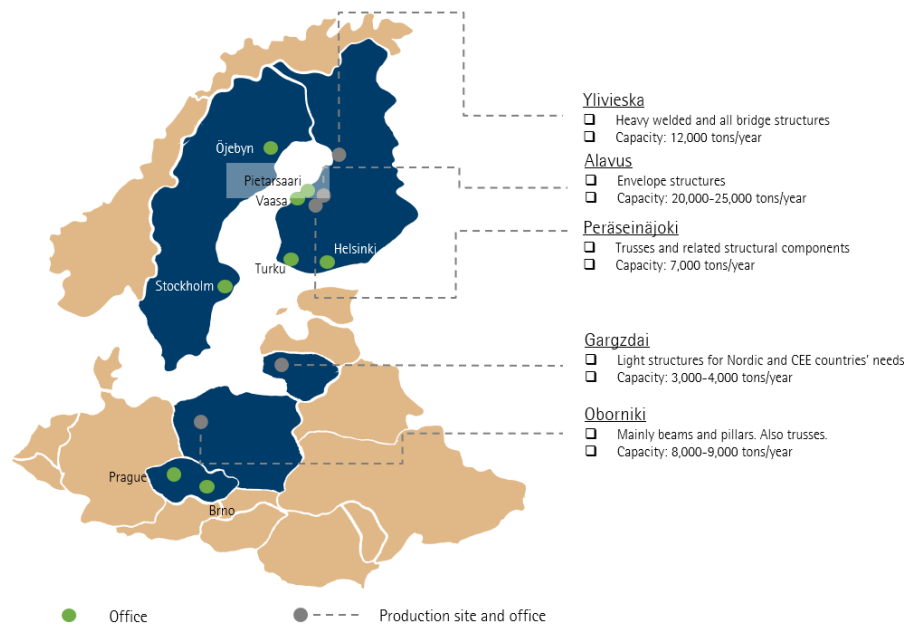 Ylivieska
Heavy welded and all bridge structures
Capacity: 12,000 tons/year
Alavus
Envelope structures
Capacity: 20,000-25,000 tons/year
Peräseinäjoki
Trusses and related structural components
Capacity: 7,000 tons/year
Gargzdai
Light structures for Nordic and CEE countries' needs
Capacity: 3,000-4,000 tons/year
Oborniki
Mainly beams and pillars. Also trusses.
Capacity: 8,000-9,000 tons/year
Öjebyn
Pietarsaari
Vaasa
Helsinki
Turku
Stockholm
Prague
Brno
Office
Production site and office